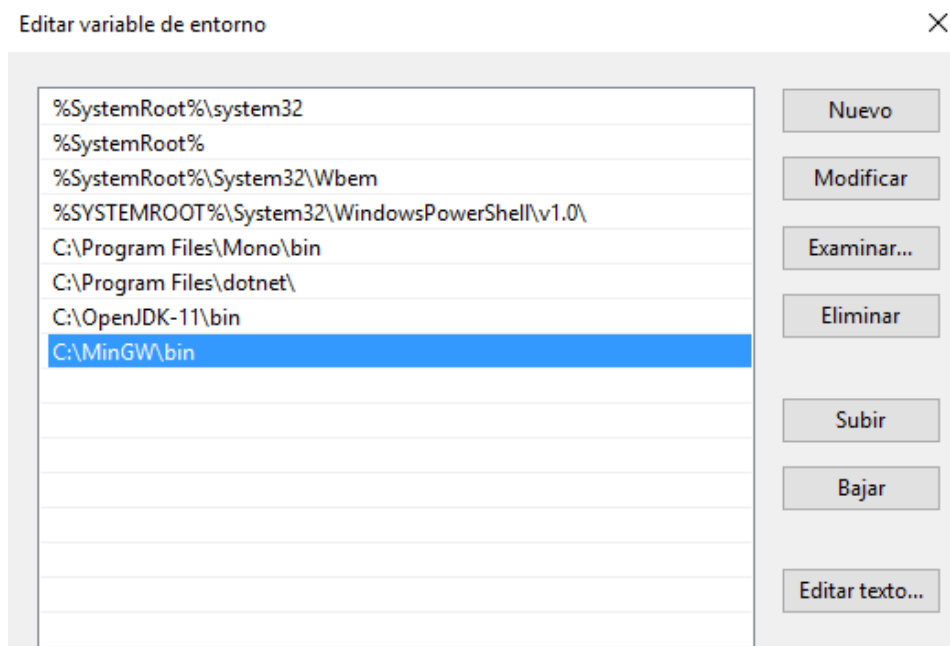 Editar variable de entorno
%SystemRoot%\system32
%SystemRoot%
%SystemRoot%\System32\Wbem
%SYSTEMROOT%\System32\WindowsPowerShell\v1.0\
C:\Program Files\Mono\bin
C:\Program Files\dotnet\
C:\OpenJDK-11\bin
C:\MinGW\bin
Nuevo
Modificar
Examinar...
Eliminar
Subir
Bajar
Editar texto...